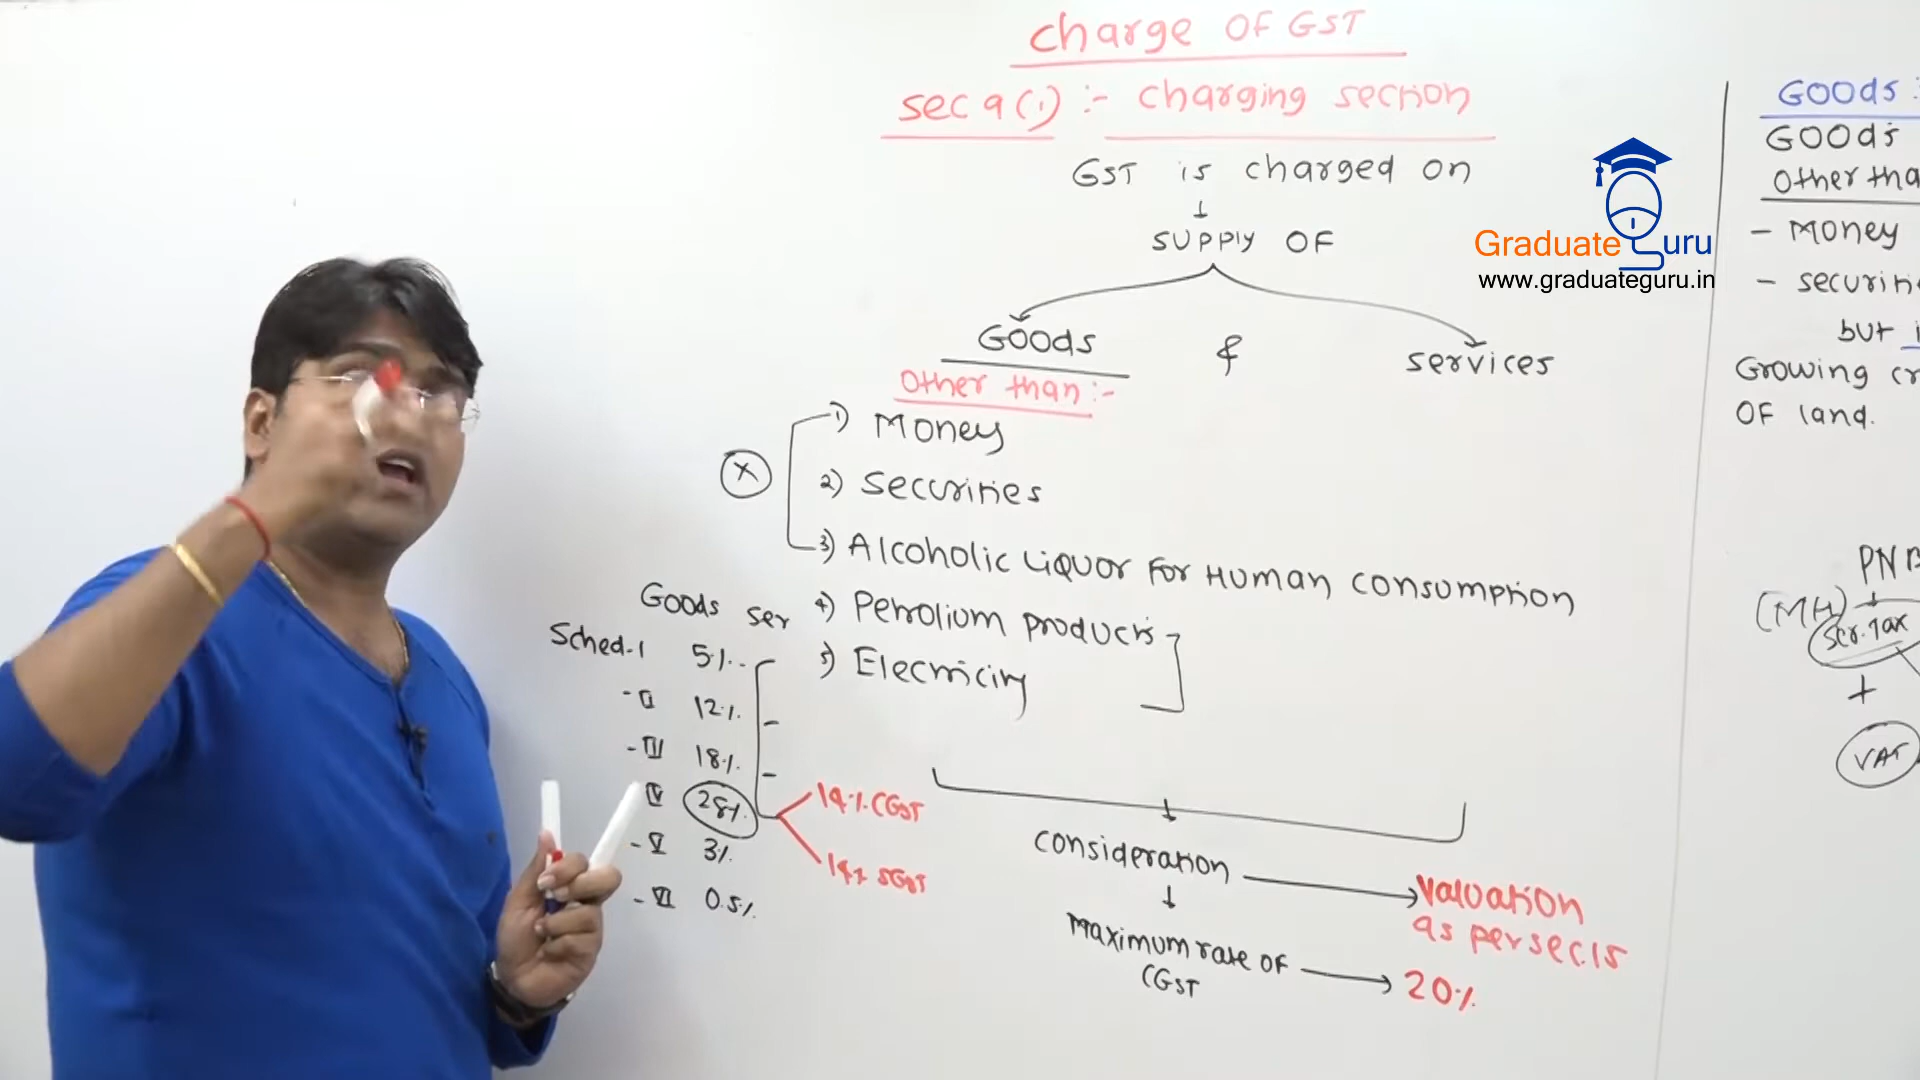 Charge OF GST
Sec 9(1) :- Charging section
GST is charged on
SUPPIY OF
Goods & services
Other than :-
1) Money
2) Securities
3) Alcoholic Liquor For Human Consumption
4) Petrolium products
5) Electricity
X
Goods Ser
Sched-I 5%
-II 12%
-III 18%
IV 28%
-V 3%
-VI 0.5%
14% CGST
14% SGST
Consideration
Valuation
as per sec.15
Maximum rate OF
CGST
20%
Graduate Guru
www.graduateguru.in
Goods :
Goods
Other tha
- Money
- securiti
but i
Growing cr
OF land.
PNB
(MH)
Ser. Tax
+
VAT